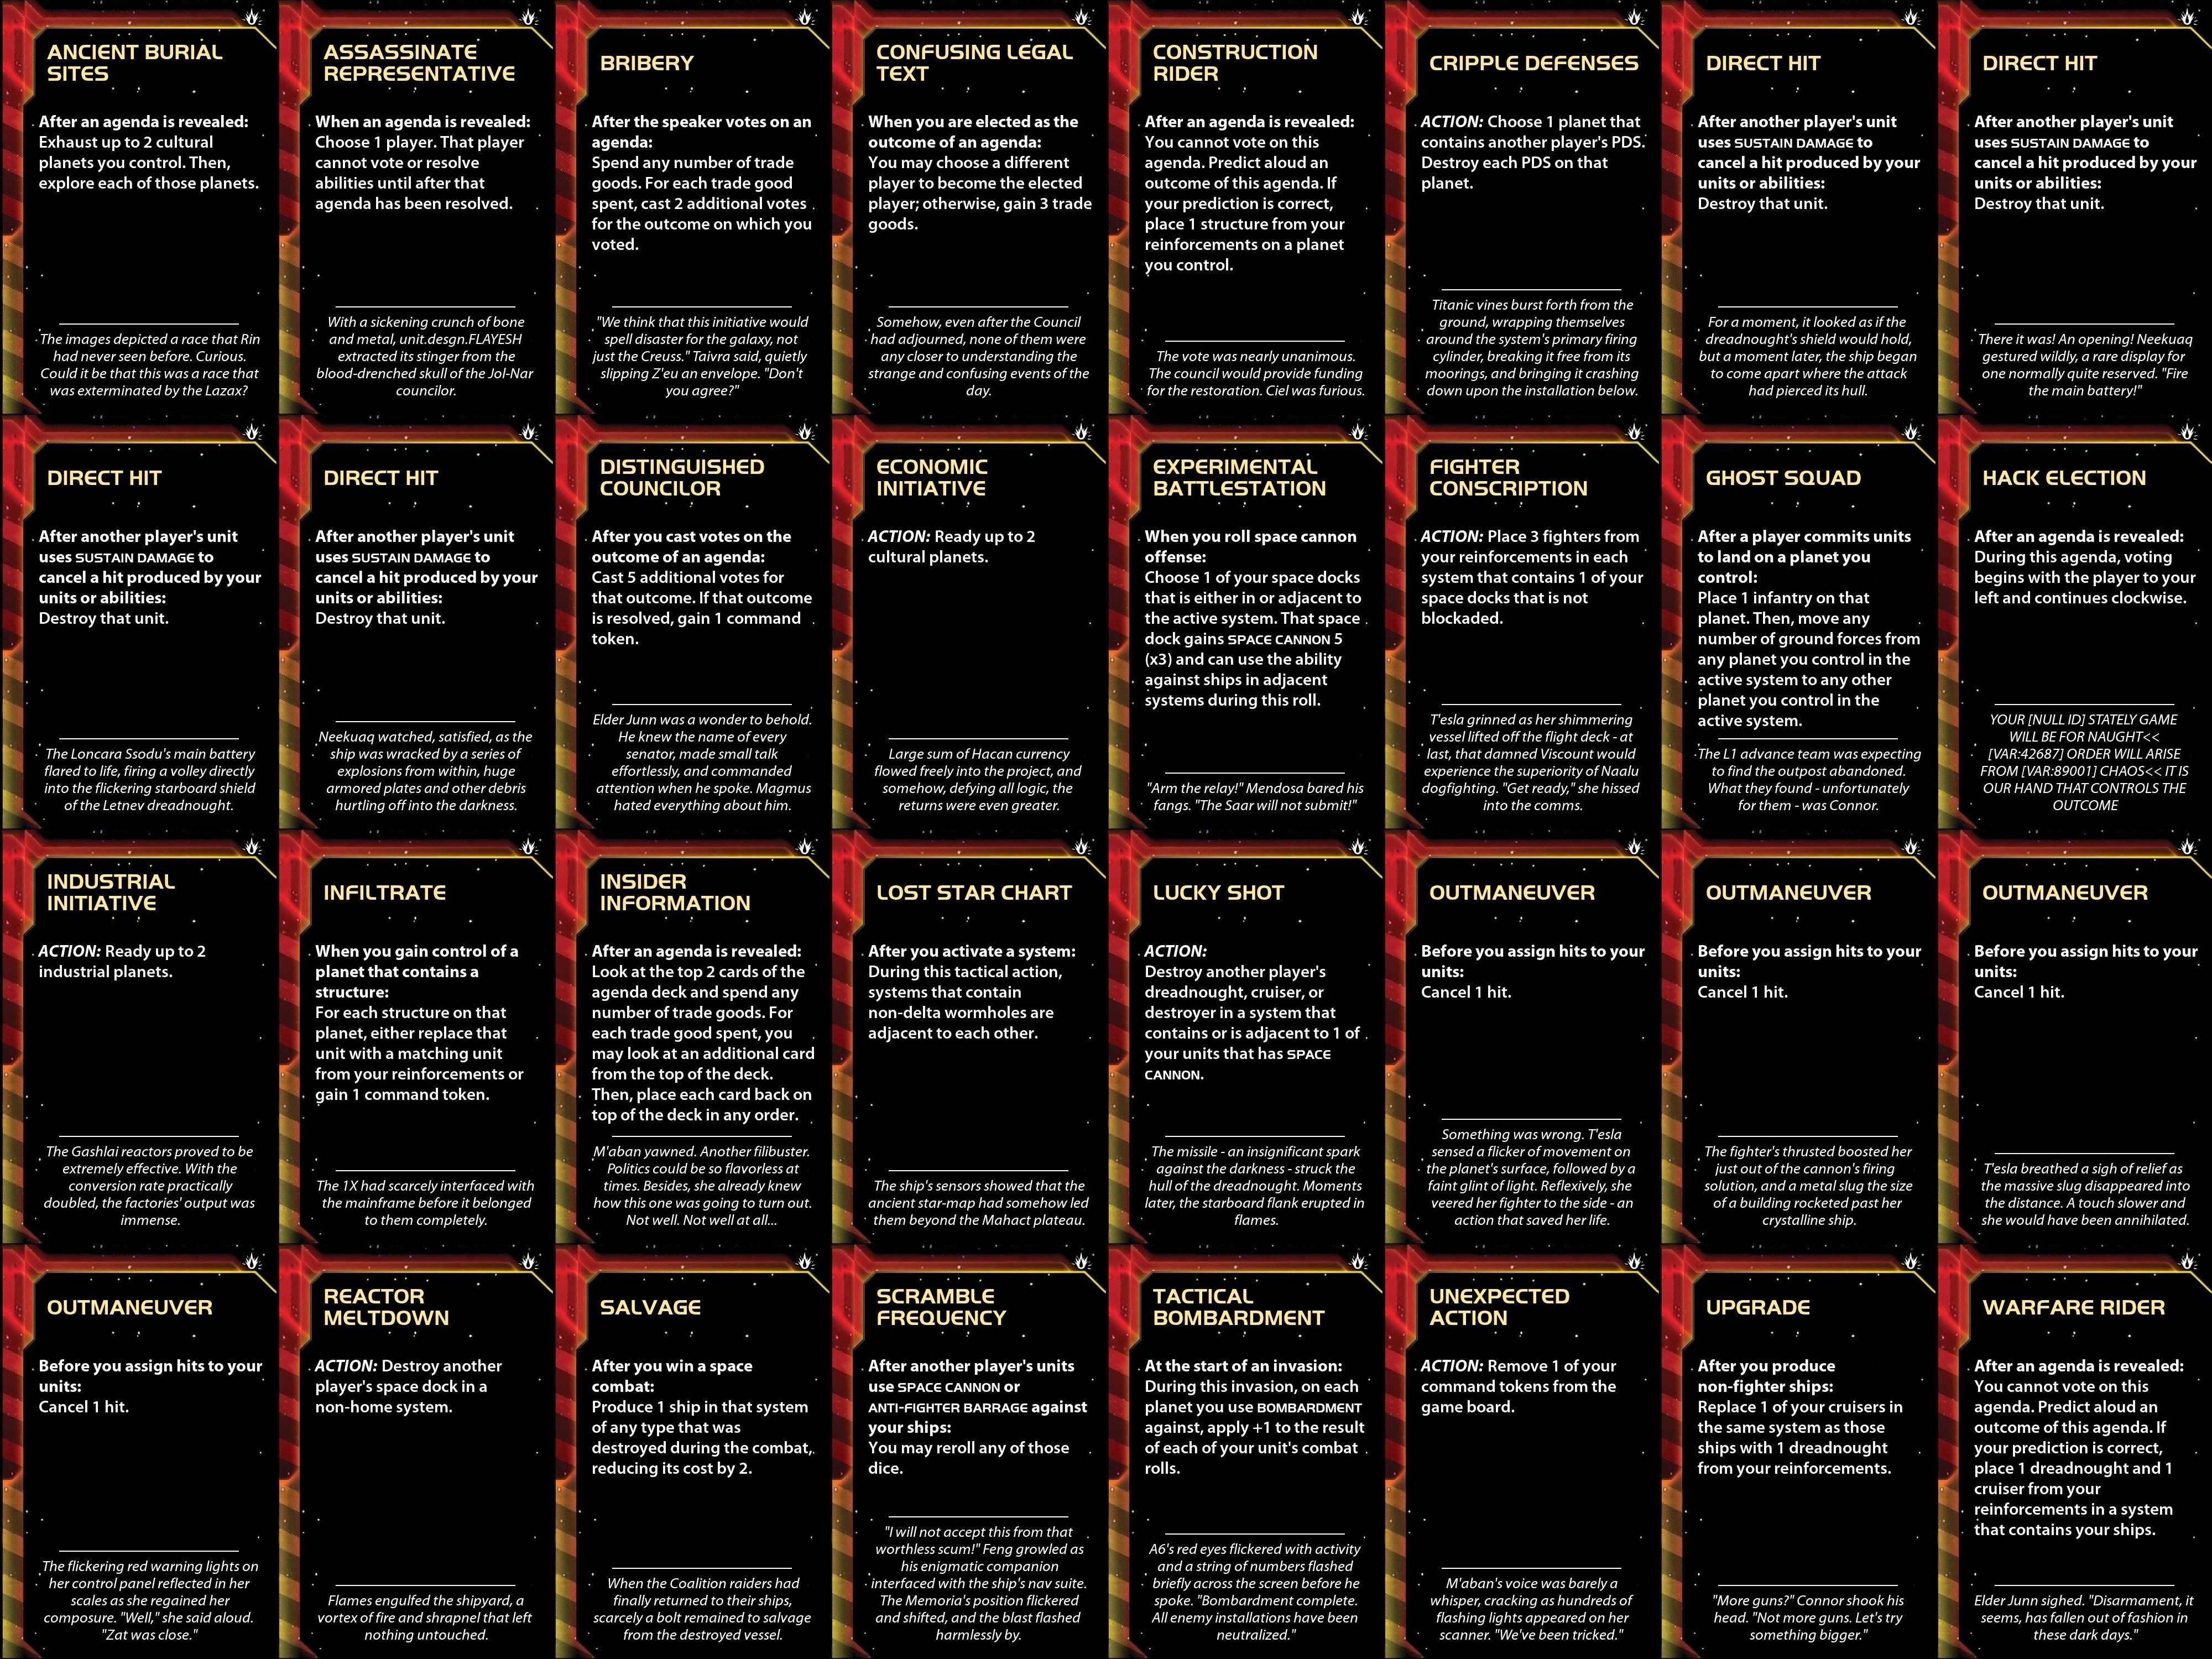 ANCIENT BURIAL
SITES
After an agenda is revealed:
Exhaust up to 2 cultural
planets you control. Then,
explore each of those planets.
The images depicted a race that Rin
had never seen before. Curious.
Could it be that this was a race that
was exterminated by the Lazax?
ASSASSINATE
REPRESENTATIVE
When an agenda is revealed:
Choose 1 player. That player
cannot vote or resolve
abilities until after that
agenda has been resolved.
With a sickening crunch of bone
and metal, unit.desgn.FLAYESH
extracted its stinger from the
blood-drenched skull of the Jol-Nar
councilor.
BRIBERY
After the speaker votes on an
agenda:
Spend any number of trade
goods. For each trade good
spent, cast 2 additional votes
for the outcome on which you
voted.
"We think that this initiative would
spell disaster for the galaxy, not
just the Creuss." Taivra said, quietly
slipping Z'eu an envelope. "Don't
you agree?"
CONFUSING LEGAL
TEXT
When you are elected as the
outcome of an agenda:
You may choose a different
player to become the elected
player; otherwise, gain 3 trade
goods.
Somehow, even after the Council
had adjourned, none of them were
any closer to understanding the
strange and confusing events of the
day.
CONSTRUCTION
RIDER
After an agenda is revealed:
You cannot vote on this
agenda. Predict aloud an
outcome of this agenda. If
your prediction is correct,
place 1 structure from your
reinforcements on a planet
you control.
The vote was nearly unanimous.
The council would provide funding
for the restoration. Ciel was furious.
CRIPPLE DEFENSES
ACTION: Choose 1 planet that
contains another player's PDS.
Destroy each PDS on that
planet.
Titanic vines burst forth from the
ground, wrapping themselves
around the system's primary firing
cylinder, breaking it free from its
moorings, and bringing it crashing
down upon the installation below.
DIRECT HIT
After another player's unit
uses SUSTAIN DAMAGE to
cancel a hit produced by your
units or abilities:
Destroy that unit.
For a moment, it looked as if the
dreadnought's shield would hold,
but a moment later, the ship began
to come apart where the attack
had pierced its hull.
DIRECT HIT
After another player's unit
uses SUSTAIN DAMAGE to
cancel a hit produced by your
units or abilities:
Destroy that unit.
There it was! An opening! Neekuaq
gestured wildly, a rare display for
one normally quite reserved. "Fire
the main battery!"
DIRECT HIT
After another player's unit
uses SUSTAIN DAMAGE to
cancel a hit produced by your
units or abilities:
Destroy that unit.
The Loncara Ssodu's main battery
flared to life, firing a volley directly
into the flickering starboard shield
of the Letnev dreadnought.
DIRECT HIT
After another player's unit
uses SUSTAIN DAMAGE to
cancel a hit produced by your
units or abilities:
Destroy that unit.
Neekuaq watched, satisfied, as the
ship was wracked by a series of
explosions from within, huge
armored plates and other debris
hurtling off into the darkness.
DISTINGUISHED
COUNCILOR
After you cast votes on the
outcome of an agenda:
Cast 5 additional votes for
that outcome. If that outcome
is resolved, gain 1 command
token.
Elder Junn was a wonder to behold.
He knew the name of every
senator, made small talk
effortlessly, and commanded
attention when he spoke. Magmus
hated everything about him.
ECONOMIC
INITIATIVE
ACTION: Ready up to 2
cultural planets.
Large sum of Hacan currency
flowed freely into the project, and
somehow, defying all logic, the
returns were even greater.
EXPERIMENTAL
BATTLESTATION
When you roll space cannon
offense:
Choose 1 of your space docks
that is either in or adjacent to
the active system. That space
dock gains SPACE CANNON 5
(x3) and can use the ability
against ships in adjacent
systems during this roll.
"Arm the relay!" Mendosa bared his
fangs. "The Saar will not submit!"
FIGHTER
CONSCRIPTION
ACTION: Place 3 fighters from
your reinforcements in each
system that contains 1 of your
space docks that is not
blockaded.
T'esla grinned as her shimmering
vessel lifted off the flight deck - at
last, that damned Viscount would
experience the superiority of Naalu
dogfighting. "Get ready," she hissed
into the comms.
GHOST SQUAD
After a player commits units
to land on a planet you
control:
Place 1 infantry on that
planet. Then, move any
number of ground forces from
any planet you control in the
active system to any other
planet you control in the
active system.
The L1 advance team was expecting
to find the outpost abandoned.
What they found - unfortunately
for them - was Connor.
HACK ELECTION
After an agenda is revealed:
During this agenda, voting
begins with the player to your
left and continues clockwise.
YOUR [NULL ID] STATELY GAME
WILL BE FOR NAUGHT<<
[VAR:42687] ORDER WILL ARISE
FROM [VAR:89001] CHAOS<< IT IS
OUR HAND THAT CONTROLS THE
OUTCOME
INDUSTRIAL
INITIATIVE
ACTION: Ready up to 2
industrial planets.
The Gashlai reactors proved to be
extremely effective. With the
conversion rate practically
doubled, the factories' output was
immense.
INFILTRATE
When you gain control of a
planet that contains a
structure:
For each structure on that
planet, either replace that
unit with a matching unit
from your reinforcements or
gain 1 command token.
The 1X had scarcely interfaced with
the mainframe before it belonged
to them completely.
INSIDER
INFORMATION
After an agenda is revealed:
Look at the top 2 cards of the
agenda deck and spend any
number of trade goods. For
each trade good spent, you
may look at an additional card
from the top of the deck.
Then, place each card back on
top of the deck in any order.
M'aban yawned. Another filibuster.
Politics could be so flavorless at
times. Besides, she already knew
how this one was going to turn out.
Not well. Not well at all...
LOST STAR CHART
After you activate a system:
During this tactical action,
systems that contain
non-delta wormholes are
adjacent to each other.
The ship's sensors showed that the
ancient star-map had somehow led
them beyond the Mahact plateau.
LUCKY SHOT
ACTION:
Destroy another player's
dreadnought, cruiser, or
destroyer in a system that
contains or is adjacent to 1 of
your units that has SPACE
CANNON.
The missile - an insignificant spark
against the darkness - struck the
hull of the dreadnought. Moments
later, the starboard flank erupted in
flames.
OUTMANEUVER
Before you assign hits to your
units:
Cancel 1 hit.
Something was wrong. T'esla
sensed a flicker of movement on
the planet's surface, followed by a
faint glint of light. Reflexively, she
veered her fighter to the side - an
action that saved her life.
OUTMANEUVER
Before you assign hits to your
units:
Cancel 1 hit.
The fighter's thrusted boosted her
just out of the cannon's firing
solution, and a metal slug the size
of a building rocketed past her
crystalline ship.
OUTMANEUVER
Before you assign hits to your
units:
Cancel 1 hit.
T'esla breathed a sigh of relief as
the massive slug disappeared into
the distance. A touch slower and
she would have been annihilated.
OUTMANEUVER
Before you assign hits to your
units:
Cancel 1 hit.
The flickering red warning lights on
her control panel reflected in her
scales as she regained her
composure. "Well," she said aloud.
"Zat was close."
REACTOR
MELTDOWN
ACTION: Destroy another
player's space dock in a
non-home system.
Flames engulfed the shipyard, a
vortex of fire and shrapnel that left
nothing untouched.
SALVAGE
After you win a space
combat:
Produce 1 ship in that system
of any type that was
destroyed during the combat,
reducing its cost by 2.
When the Coalition raiders had
finally returned to their ships,
scarcely a bolt remained to salvage
from the destroyed vessel.
SCRAMBLE
FREQUENCY
After another player's units
use SPACE CANNON or
ANTI-FIGHTER BARRAGE against
your ships:
You may reroll any of those
dice.
"I will not accept this from that
worthless scum!" Feng growled as
his enigmatic companion
interfaced with the ship's nav suite.
The Memoria's position flickered
and shifted, and the blast flashed
harmlessly by.
TACTICAL
BOMBARDMENT
At the start of an invasion:
During this invasion, on each
planet you use BOMBARDMENT
against, apply +1 to the result
of each of your unit's combat
rolls.
A6's red eyes flickered with activity
and a string of numbers flashed
briefly across the screen before he
spoke. "Bombardment complete.
All enemy installations have been
neutralized."
UNEXPECTED
ACTION
ACTION: Remove 1 of your
command tokens from the
game board.
M'aban's voice was barely a
whisper, cracking as hundreds of
flashing lights appeared on her
scanner. "We've been tricked."
UPGRADE
After you produce
non-fighter ships:
Replace 1 of your cruisers in
the same system as those
ships with 1 dreadnought
from your reinforcements.
"More guns?" Connor shook his
head. "Not more guns. Let's try
something bigger."
WARFARE RIDER
After an agenda is revealed:
You cannot vote on this
agenda. Predict aloud an
outcome of this agenda. If
your prediction is correct,
place 1 dreadnought and 1
cruiser from your
reinforcements in a system
that contains your ships.
Elder Junn sighed. "Disarmament, it
seems, has fallen out of fashion in
these dark days."